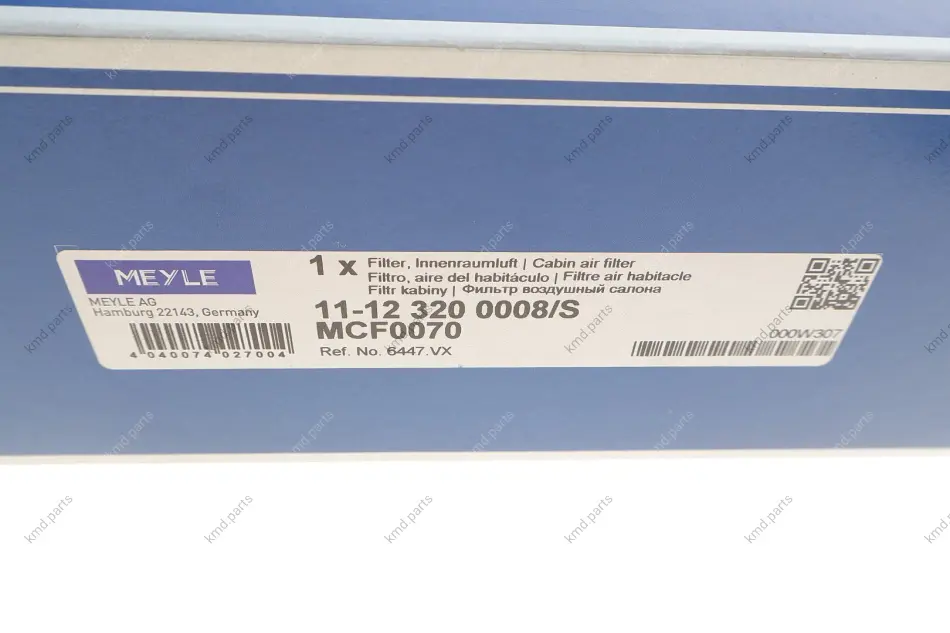 MEYLE
MEYLE AG
Hamburg 22143, Germany
4 040074 027004
1 x
Filter, Innenraumluft | Cabin air filter
Filtro, aire del habitáculo | Filtre air habitacle
Filtr kabiny | Фильтр воздушный салона
11-12 320 0008/S
MCF0070
Ref. No. 6447.VX
000W307
kmd.parts